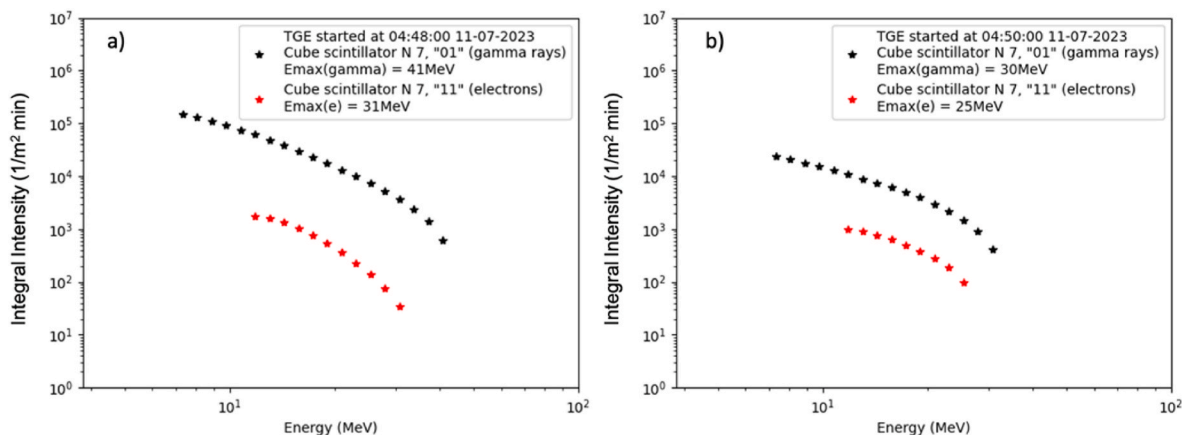 a)
TGE started at 04:48:00 11-07-2023
Cube scintillator N 7, "01" (gamma rays)
Emax(gamma) = 41MeV
Cube scintillator N 7, "11" (electrons)
Emax(e) = 31MeV
Integral Intensity (1/m² min)
10⁷
10⁶
10⁵
10⁴
10³
10²
10¹
10⁰
10¹
10²
Energy (MeV)
b)
TGE started at 04:50:00 11-07-2023
Cube scintillator N 7, "01" (gamma rays)
Emax(gamma) = 30MeV
Cube scintillator N 7, "11" (electrons)
Emax(e) = 25MeV
Integral Intensity (1/m² min)
10⁷
10⁶
10⁵
10⁴
10³
10²
10¹
10⁰
10¹
10²
Energy (MeV)